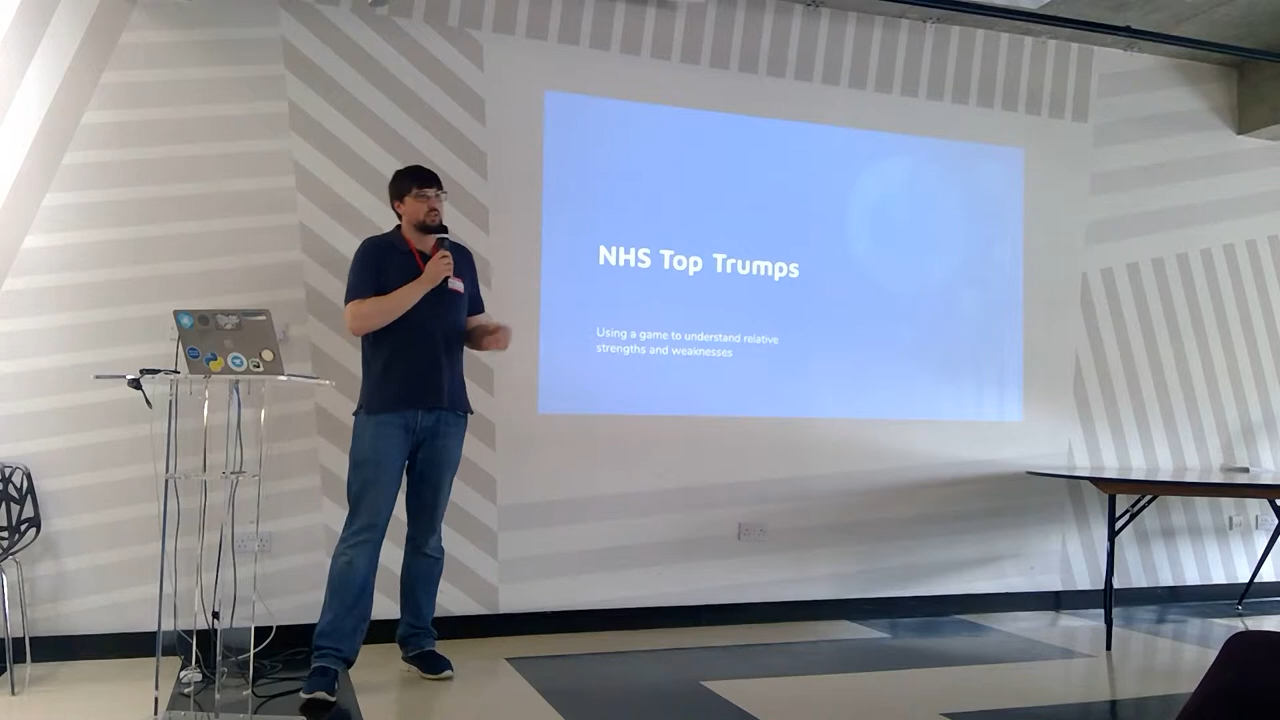 NHS Top Trumps
Using a game to understand relative
strengths and weaknesses